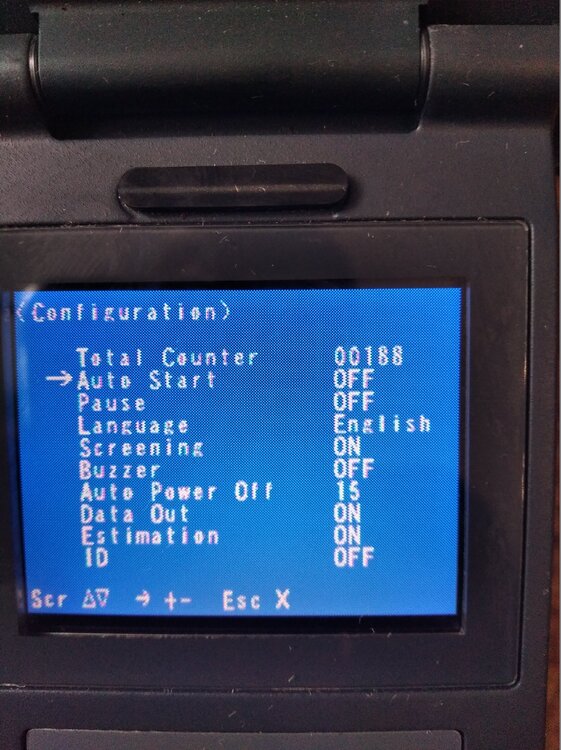 (Configuration)
Total Counter 00188
→Auto Start OFF
Pause OFF
Language English
Screening ON
Buzzer OFF
Auto Power Off 15
Data Out ON
Estimation ON
ID OFF
Scr △▽ → +- Esc X